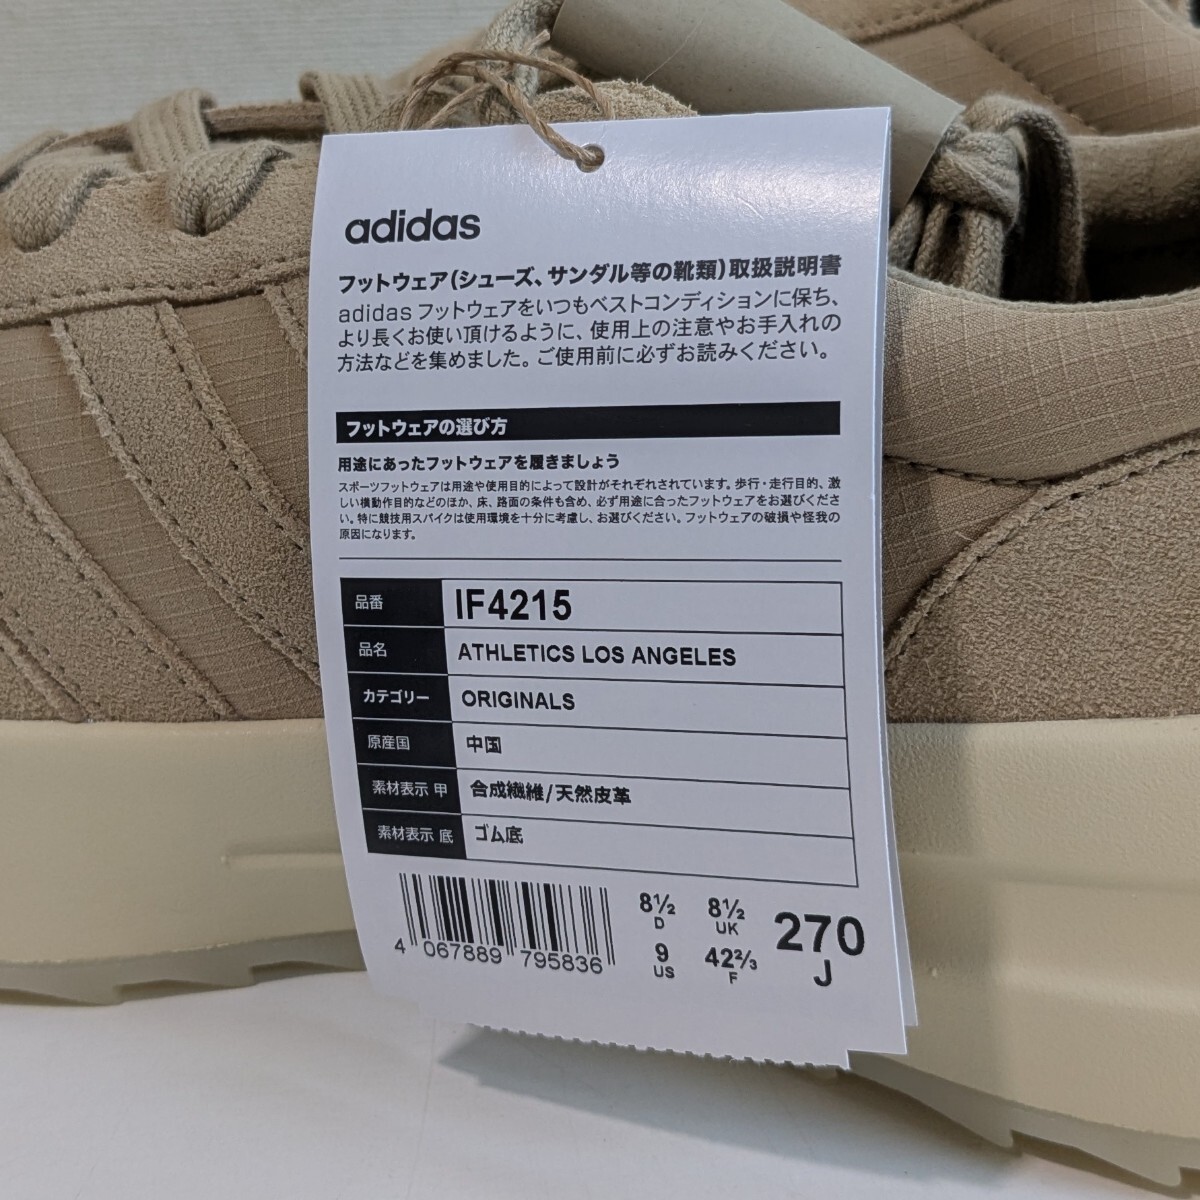 adidas
フットウェア(シューズ、サンダル等の靴類)取扱説明書
adidas フットウェアをいつもベストコンディションに保ち、
より長くお使い頂けるように、使用上の注意やお手入れの
方法などを集めました。ご使用前に必ずお読みください。
フットウェアの選び方
用途にあったフットウェアを履きましょう
スポーツフットウェアは用途や使用目的によって設計がそれぞれされています。歩行・走行目的、激
しい横動作目的などのほか、床、路面の条件も含め、必ず用途に合ったフットウェアをお選びくださ
い。特に競技用スパイクは使用環境を十分に考慮し、お選びください。フットウェアの破損や怪我の
原因になります。
品番 IF4215
品名 ATHLETICS LOS ANGELES
カテゴリー ORIGINALS
原産国 中国
素材表示 甲 合成繊維/天然皮革
素材表示 底 ゴム底
4 067889 795836
8½ D 8½ UK
9 US 42⅔ F
270 J